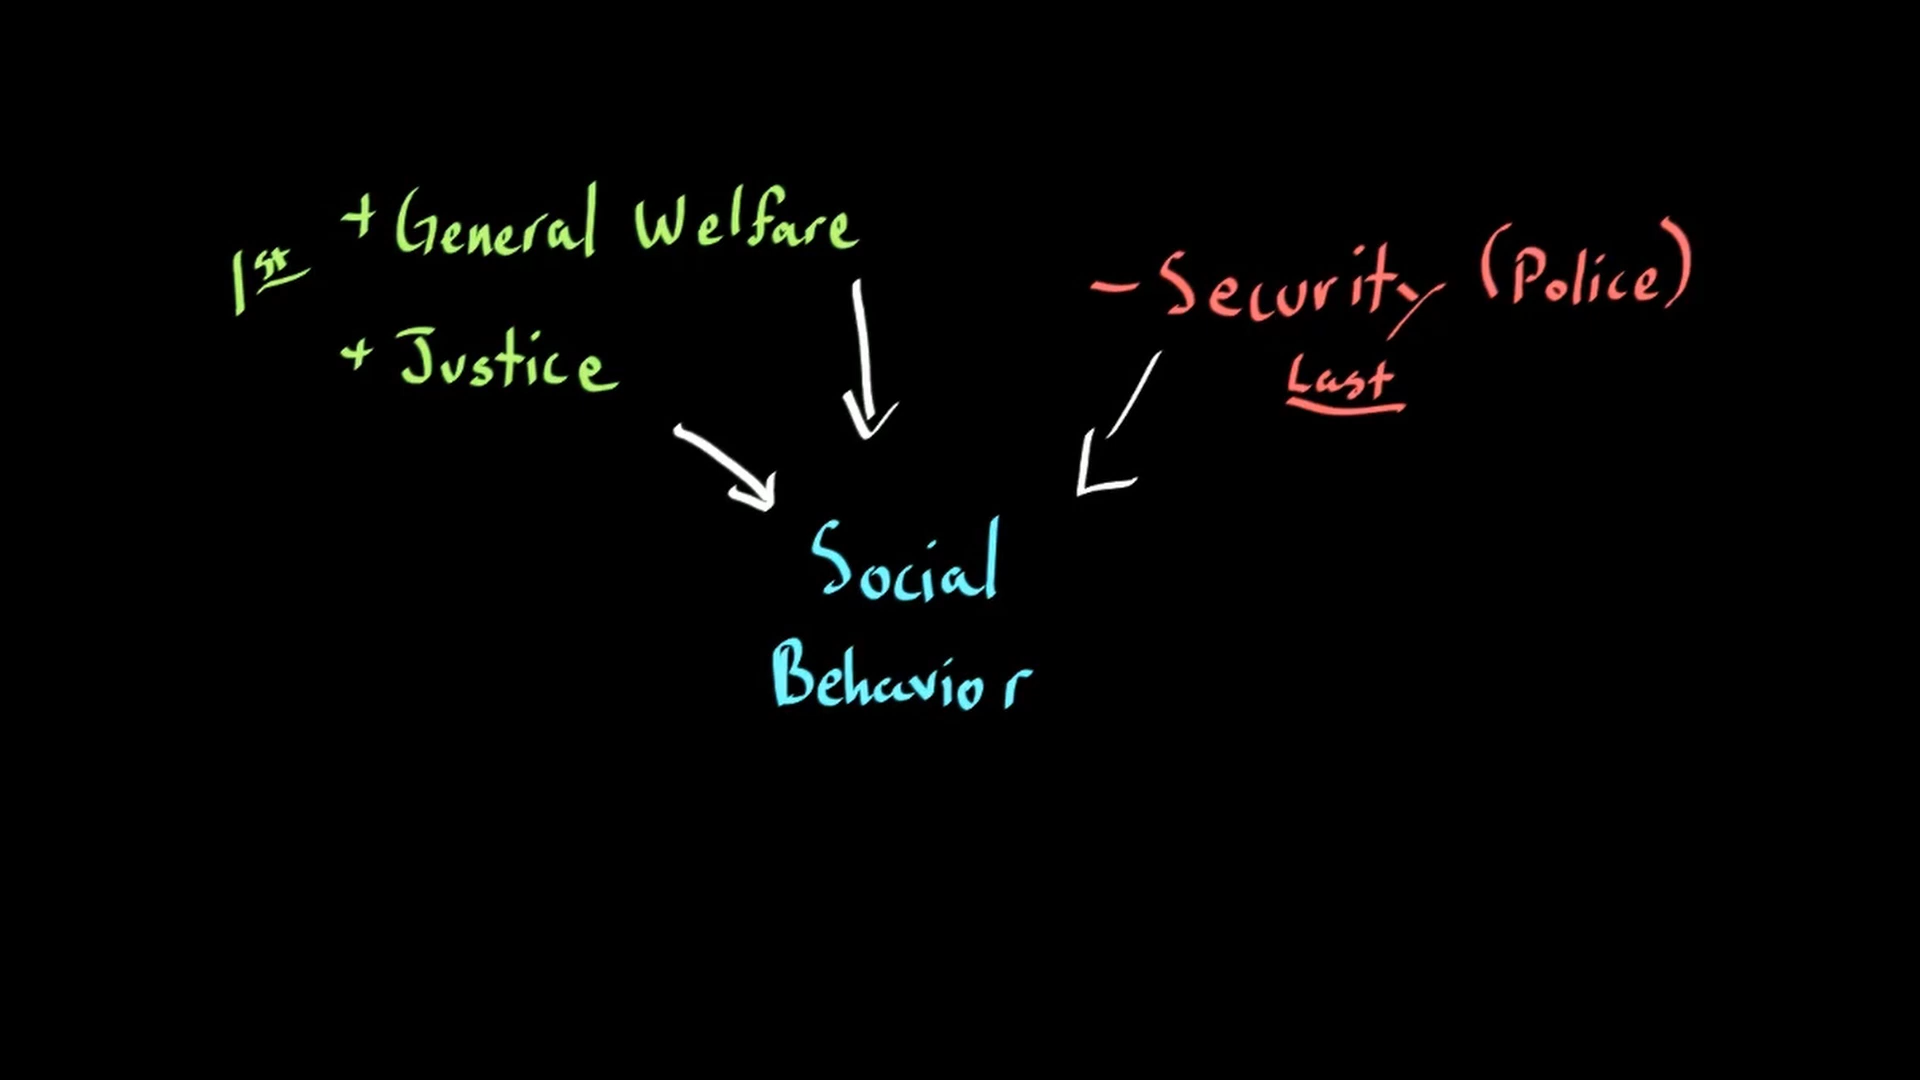 1st
+ General Welfare
+ Justice
- Security (Police)
Last
Social
Behavior